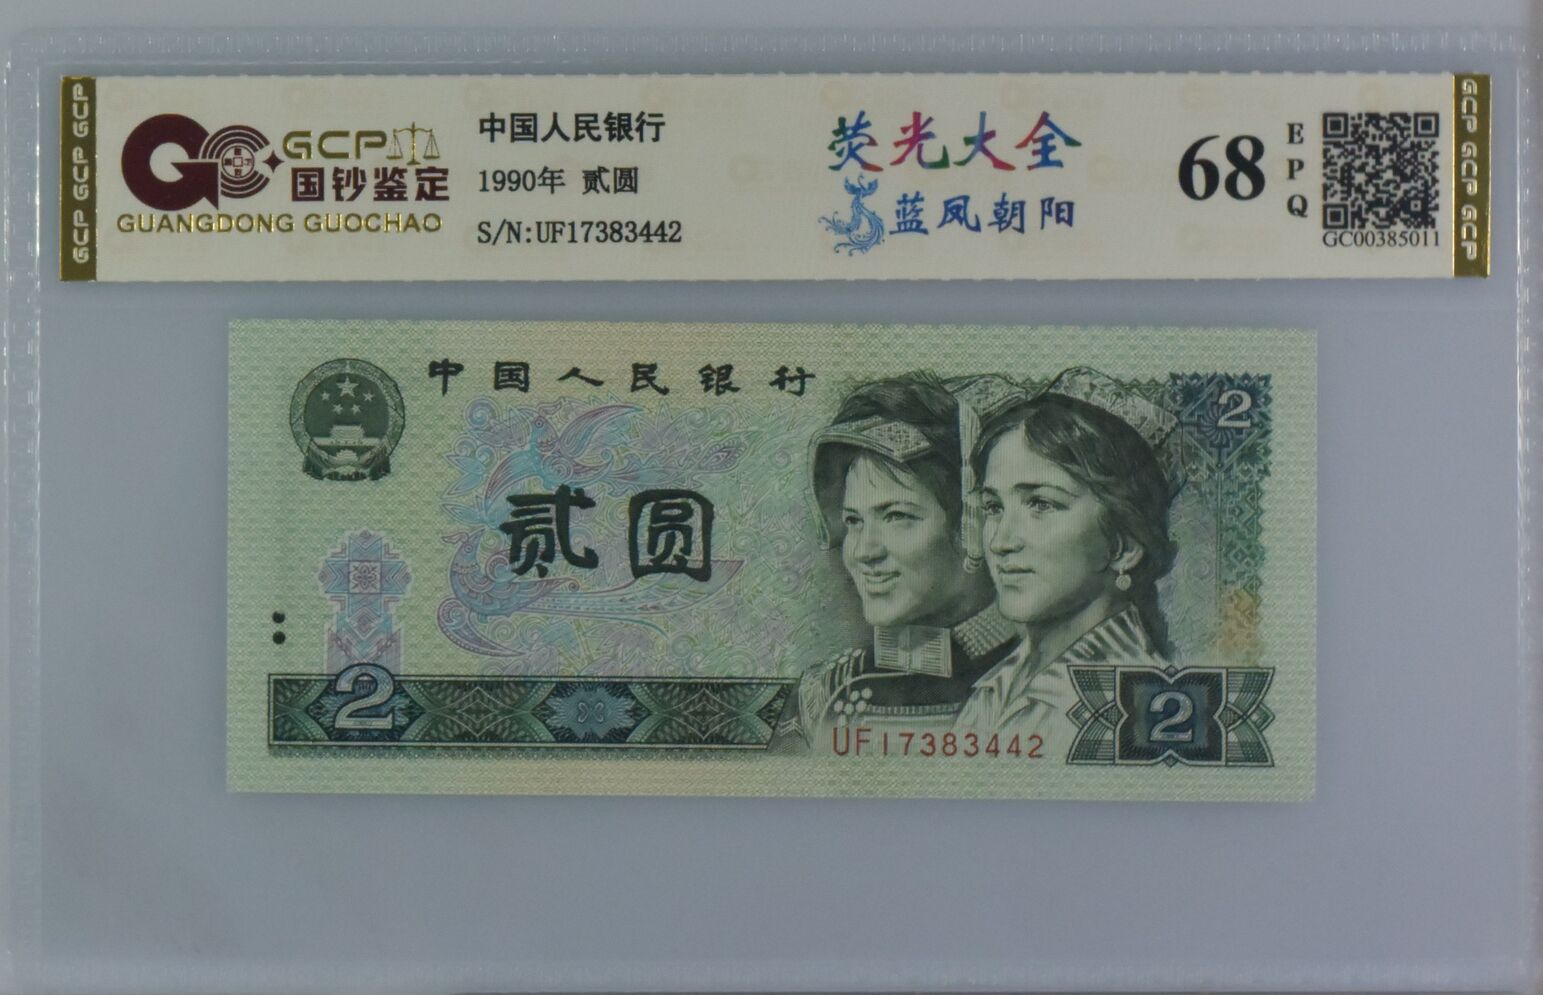 GCP
国钞鉴定
GUANGDONG GUOCHAO
中国人民银行
1990年 贰圆
S/N:UF17383442
荧光大全
蓝凤朝阳
68
EPQ
GC00385011
GCP GCP GCP
GCP GCP GCP
中国人民银行
2
贰圆
2
2
UF17383442